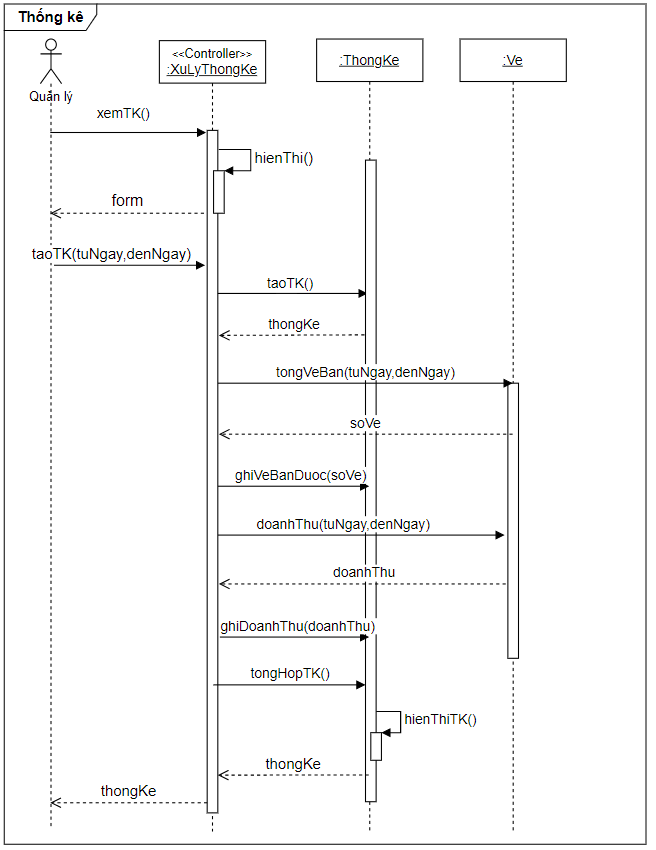 Thống kê
Quản lý
<<Controller>>
:XuLyThongKe
:ThongKe
:Ve
xemTK()
hienThi()
form
taoTK(tuNgay,denNgay)
taoTK()
thongKe
tongVeBan(tuNgay,denNgay)
soVe
ghiVeBanDuoc(soVe)
doanhThu(tuNgay,denNgay)
doanhThu
ghiDoanhThu(doanhThu)
tongHopTK()
hienThiTK()
thongKe
thongKe